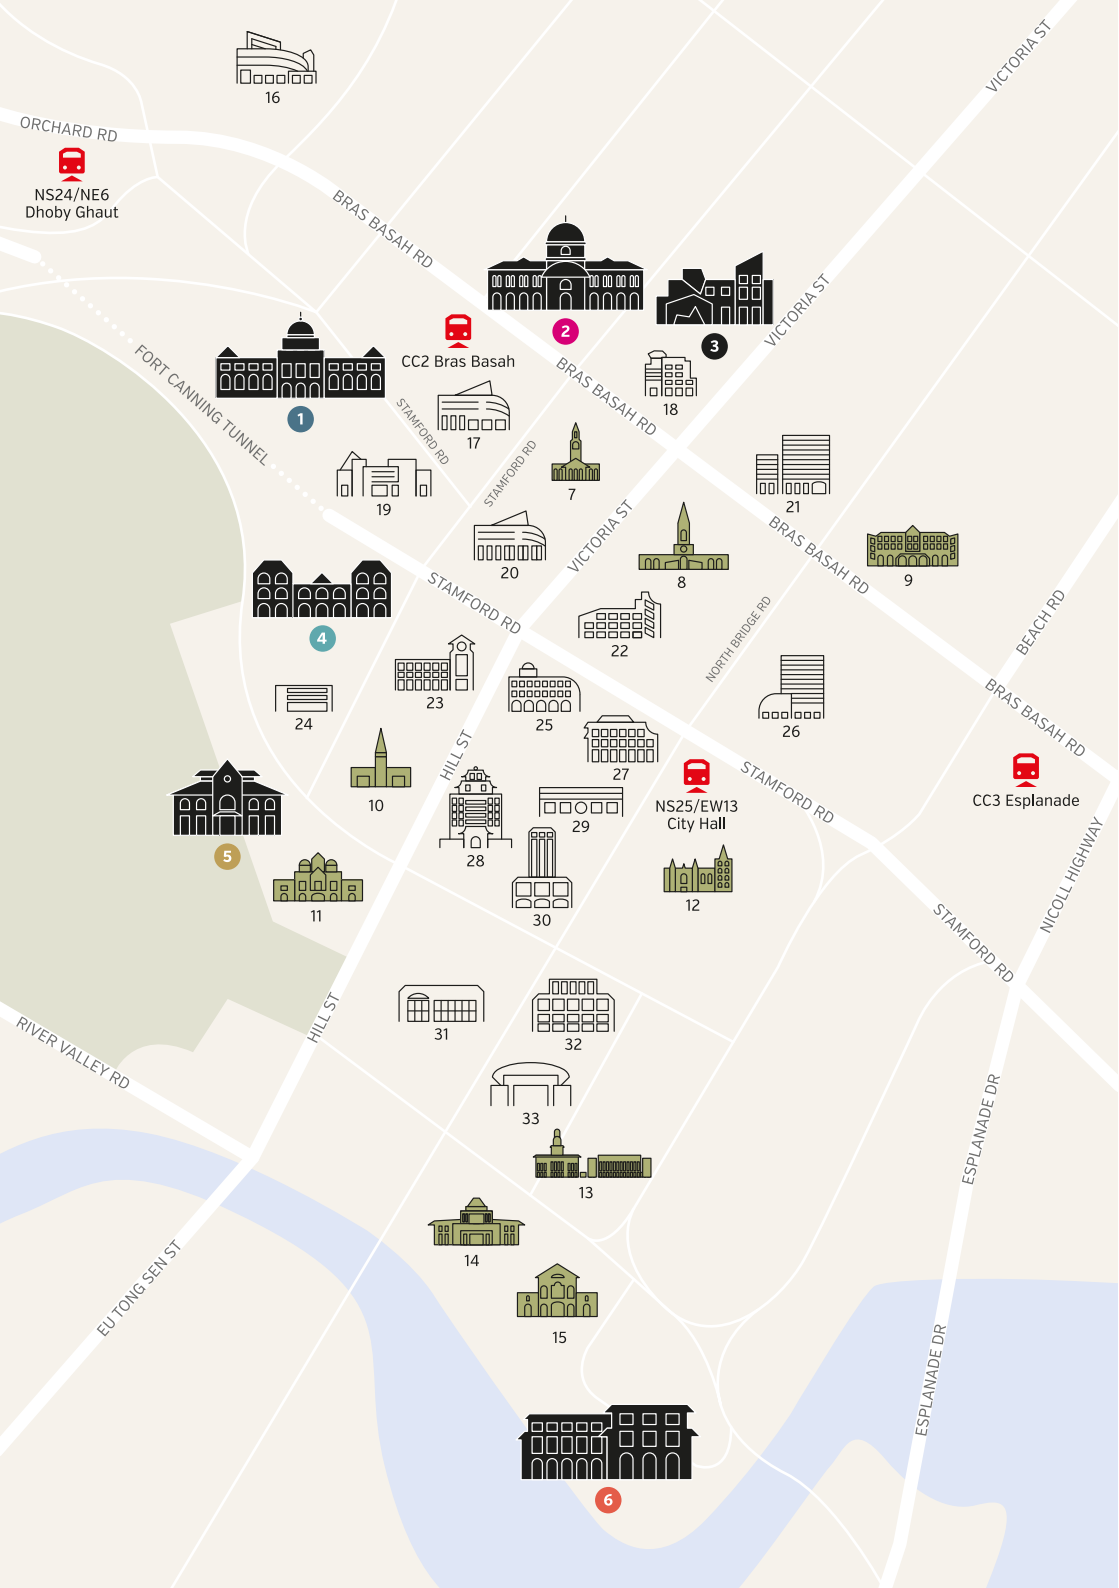 VICTORIA ST
16
ORCHARD RD
NS24/NE6
Dhoby Ghaut
BRAS BASAH RD
VICTORIA ST
2
3
FORT CANNING TUNNEL
CC2 Bras Basah
BRAS BASAH RD
1
18
STAMFORD RD
17
STAMFORD RD
7
19
21
VICTORIA ST
BRAS BASAH RD
20
8
9
STAMFORD RD
NORTH BRIDGE RD
BEACH RD
4
22
23
24
25
26
BRAS BASAH RD
HILL ST
27
STAMFORD RD
10
NS25/EW13
City Hall
CC3 Esplanade
29
28
5
NICOLL HIGHWAY
11
30
12
STAMFORD RD
HILL ST
31
32
RIVER VALLEY RD
33
ESPLANADE DR
13
14
EU TONG SEN ST
15
ESPLANADE DR
6